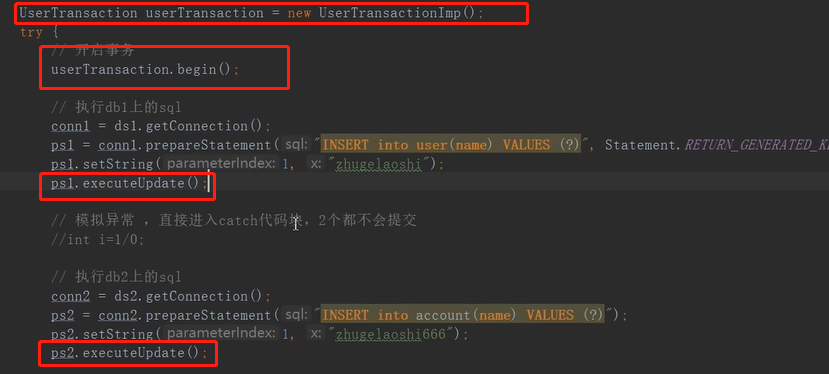 UserTransaction userTransaction = new UserTransactionImp();
try {
// 开启事务
userTransaction.begin();
// 执行db1上的sql
conn1 = ds1.getConnection();
ps1 = conn1.prepareStatement( sql: "INSERT into user(name) VALUES (?)", Statement.RETURN_GENERATED_KE
ps1.setString( parameterIndex: 1, x: "zhugelaoshi");
ps1.executeUpdate();
// 模拟异常 ，直接进入catch代码块，2个都不会提交
//int i=1/0;
// 执行db2上的sql
conn2 = ds2.getConnection();
ps2 = conn2.prepareStatement( sql: "INSERT into account(name) VALUES (?)");
ps2.setString( parameterIndex: 1, x: "zhugelaoshi666");
ps2.executeUpdate();